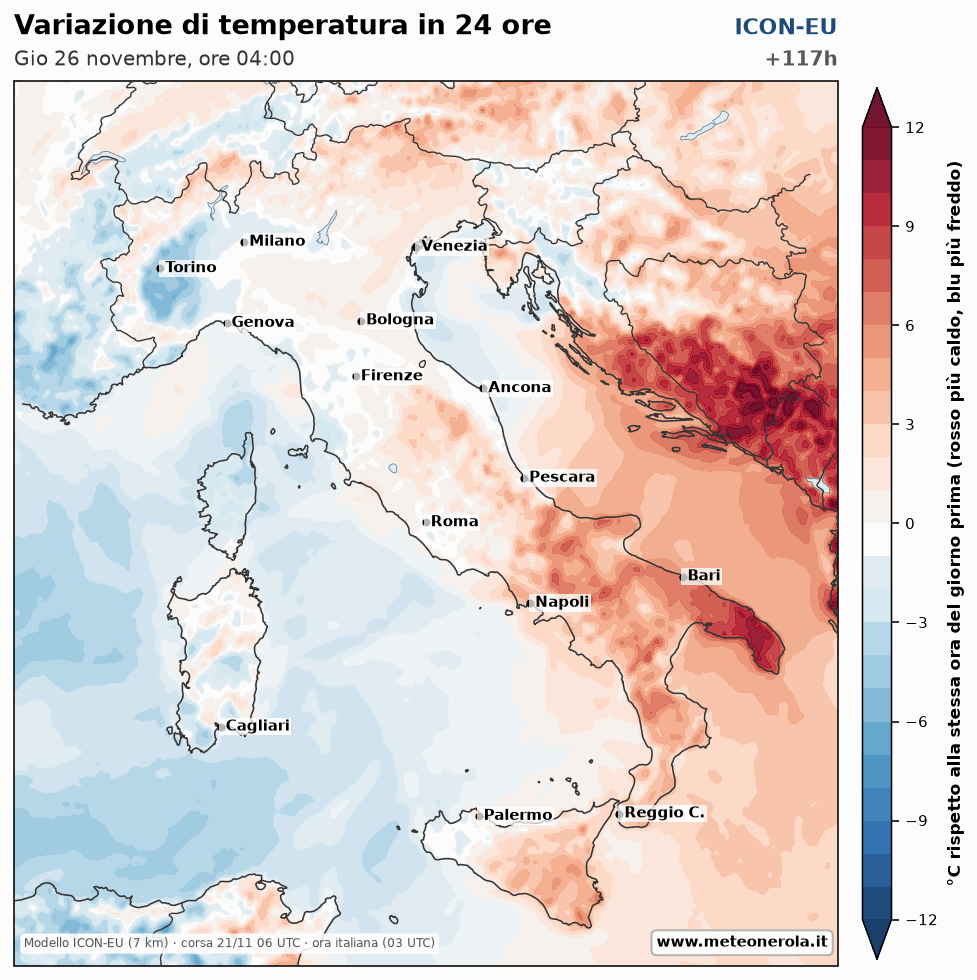 Variazione di temperatura in 24 ore
ICON-EU
Gio 26 novembre, ore 04:00
+117h
Milano
Venezia
Torino
Genova
Bologna
Firenze
Ancona
Pescara
Roma
Bari
Napoli
Cagliari
Palermo
Reggio C.
12
9
6
3
0
−3
−6
−9
−12
°C rispetto alla stessa ora del giorno prima (rosso più caldo, blu più freddo)
Modello ICON-EU (7 km) · corsa 21/11 06 UTC · ora italiana (03 UTC)
www.meteonerola.it